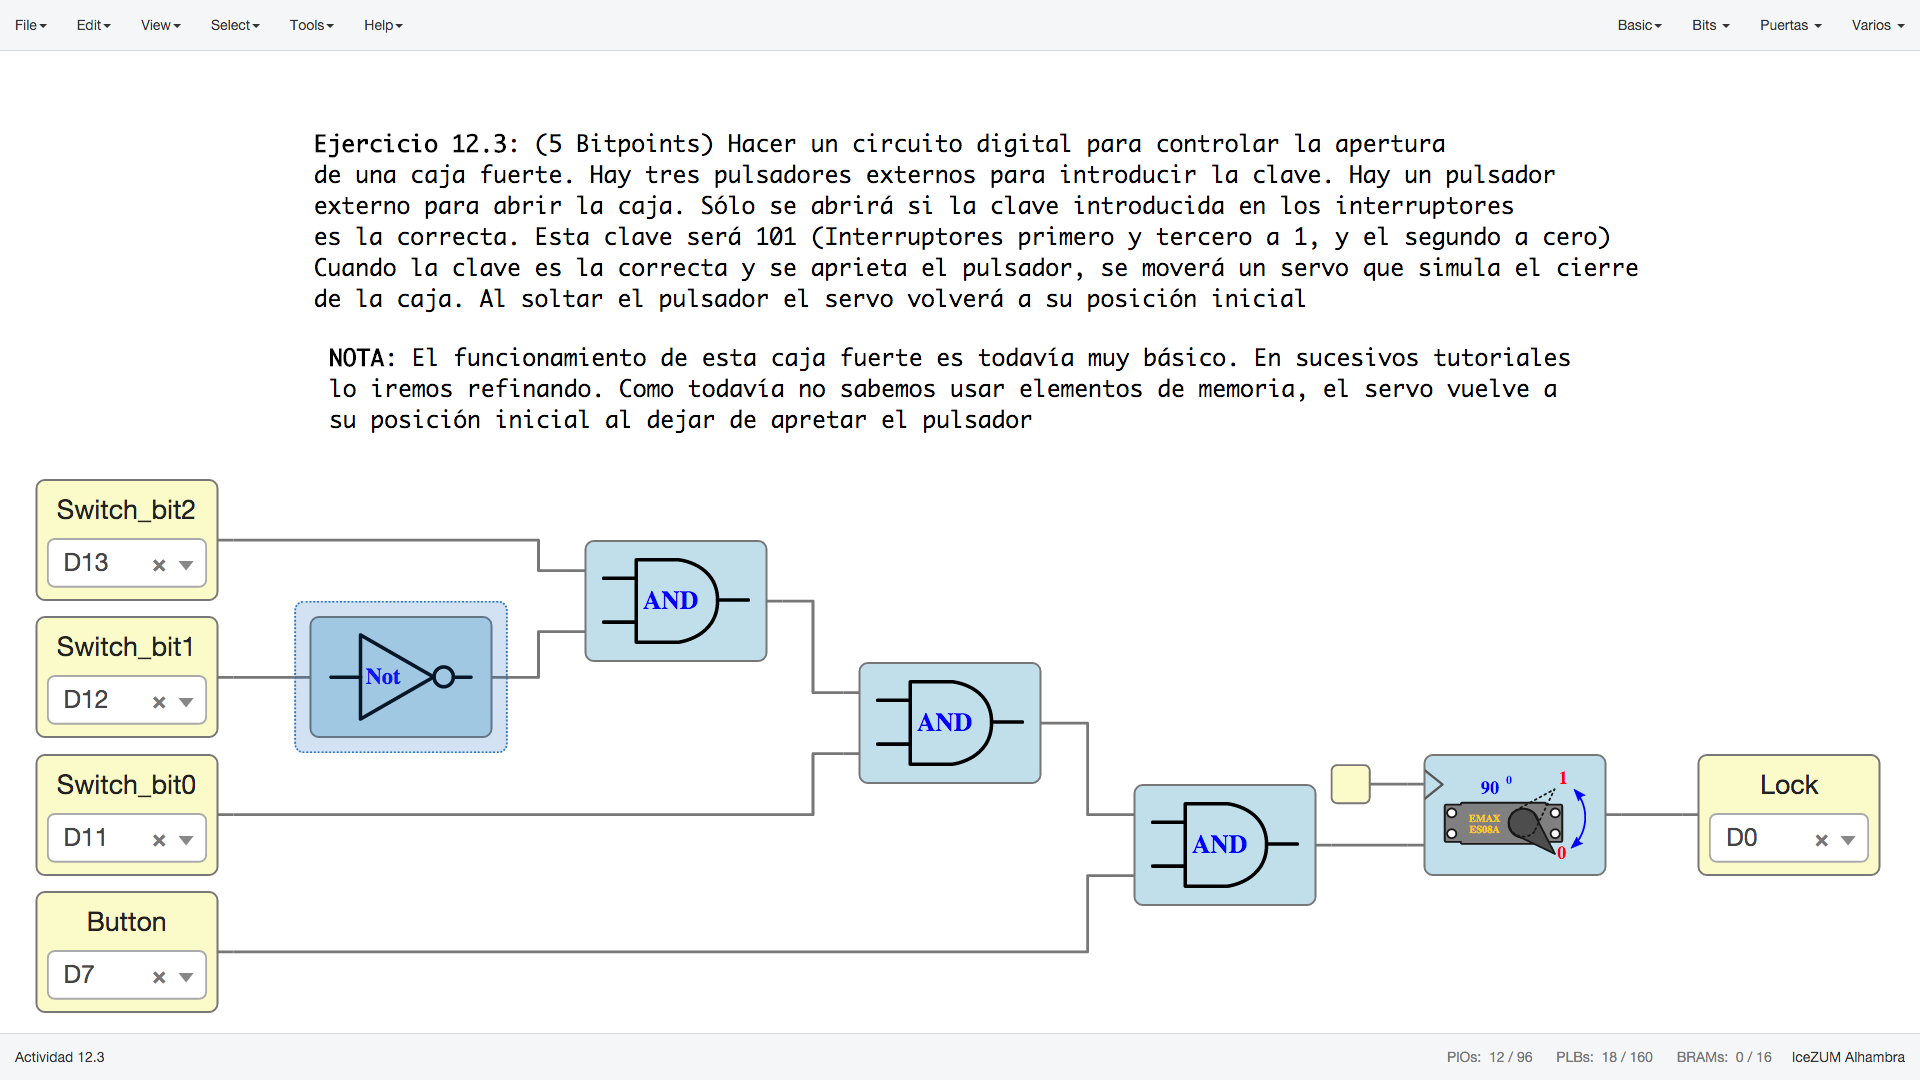 File Edit View Select Tools Help Basic Bits Puertas Varios
Ejercicio 12.3: (5 Bitpoints) Hacer un circuito digital para controlar la apertura
de una caja fuerte. Hay tres pulsadores externos para introducir la clave. Hay un pulsador
externo para abrir la caja. Sólo se abrirá si la clave introducida en los interruptores
es la correcta. Esta clave será 101 (Interruptores primero y tercero a 1, y el segundo a cero)
Cuando la clave es la correcta y se aprieta el pulsador, se moverá un servo que simula el cierre
de la caja. Al soltar el pulsador el servo volverá a su posición inicial
NOTA: El funcionamiento de esta caja fuerte es todavía muy básico. En sucesivos tutoriales
lo iremos refinando. Como todavía no sabemos usar elementos de memoria, el servo vuelve a
su posición inicial al dejar de apretar el pulsador
Switch_bit2
D13
AND
Switch_bit1
D12
Not
AND
Switch_bit0
D11
AND
90 0
1
EMAX
ES08A
0
Lock
D0
Button
D7
Actividad 12.3 PIOs: 12 / 96 PLBs: 18 / 160 BRAMs: 0 / 16 IceZUM Alhambra